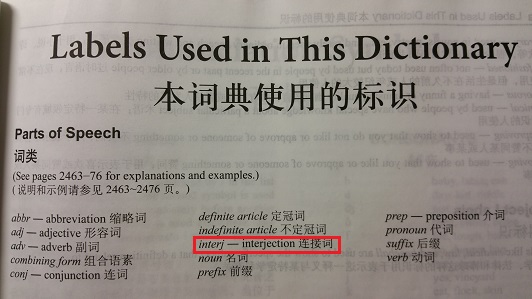 Labels Used in This Dictionary
本词典使用的标识
Parts of Speech
词类
(See pages 2463–76 for explanations and examples.)
(说明和示例请参见 2463~2476 页。)
abbr — abbreviation 缩略词
adj — adjective 形容词
adv — adverb 副词
combining form 组合语素
conj — conjunction 连词
definite article 定冠词
indefinite article 不定冠词
interj — interjection 连接词
noun 名词
prefix 前缀
prep — preposition 介词
pronoun 代词
suffix 后缀
verb 动词